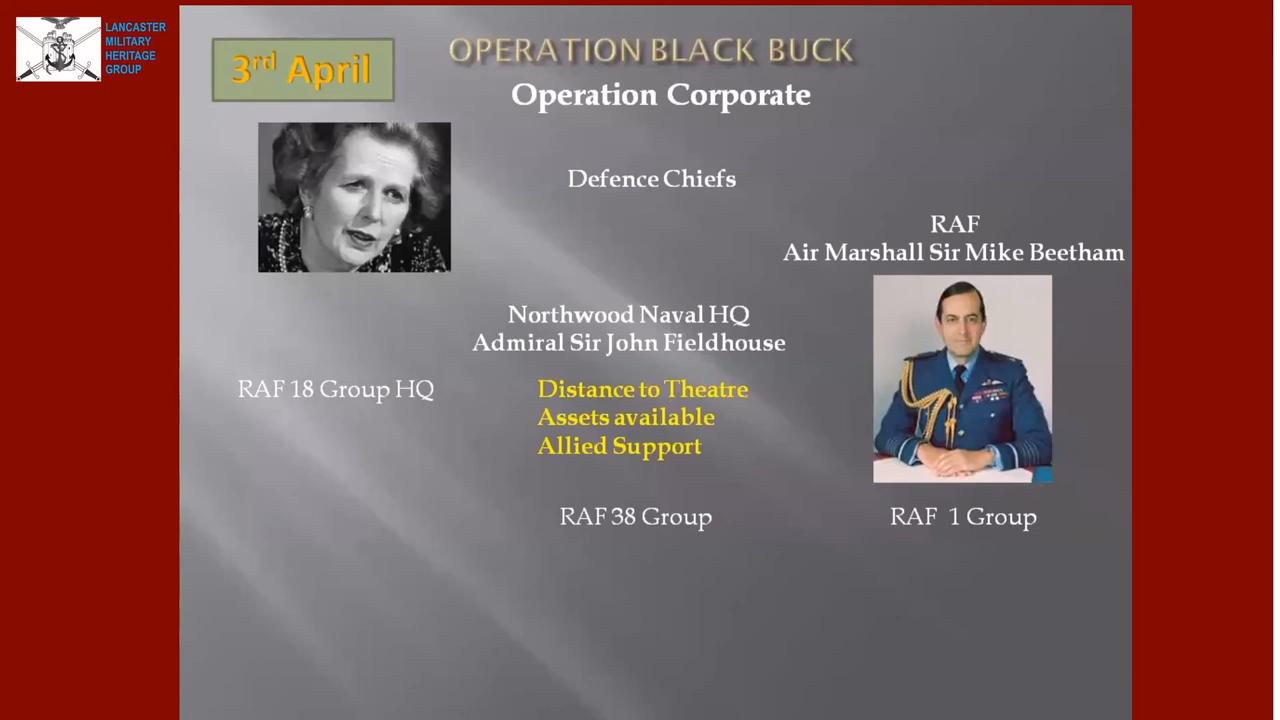 LANCASTER
MILITARY
HERITAGE
GROUP
3rd April
OPERATION BLACK BUCK
Operation Corporate
Defence Chiefs
RAF
Air Marshall Sir Mike Beetham
Northwood Naval HQ
Admiral Sir John Fieldhouse
RAF 18 Group HQ
Distance to Theatre
Assets available
Allied Support
RAF 38 Group
RAF 1 Group